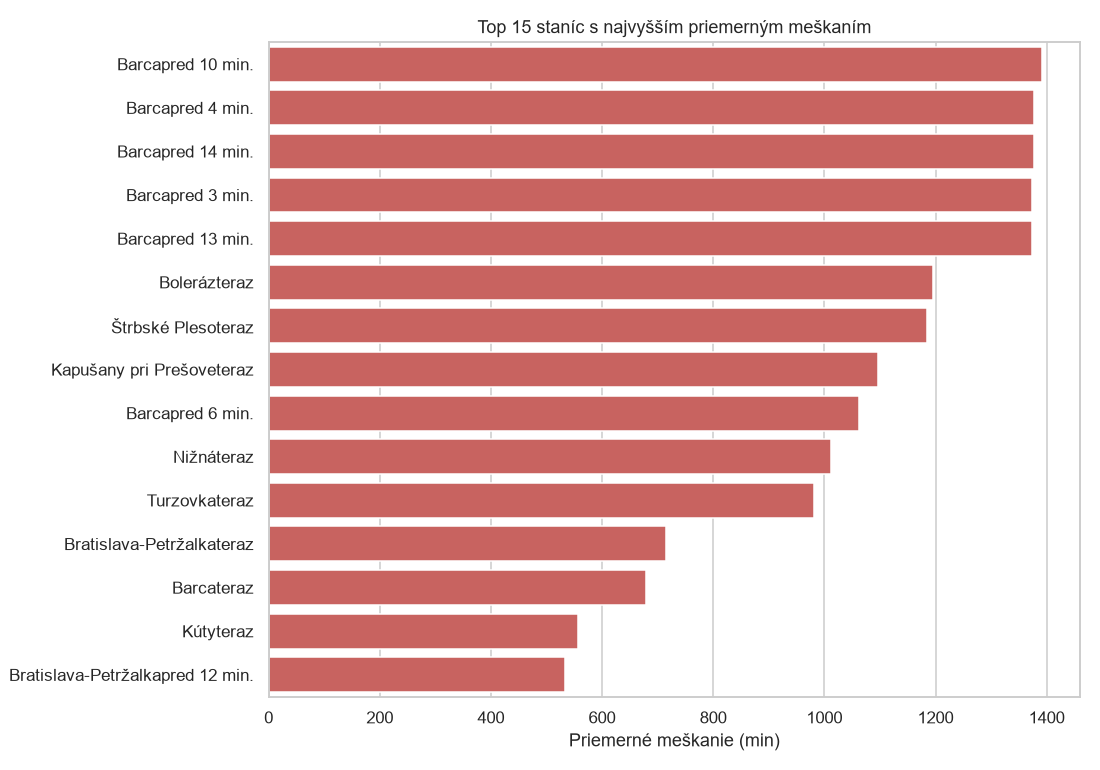 Top 15 staníc s najvyšším priemerným meškaním
Barcapred 10 min.
Barcapred 4 min.
Barcapred 14 min.
Barcapred 3 min.
Barcapred 13 min.
Bolerázteraz
Štrbské Plesoteraz
Kapušany pri Prešoveteraz
Barcapred 6 min.
Nižnáteraz
Turzovkateraz
Bratislava-Petržalkateraz
Barcateraz
Kútyteraz
Bratislava-Petržalkapred 12 min.
0 200 400 600 800 1000 1200 1400
Priemerné meškanie (min)